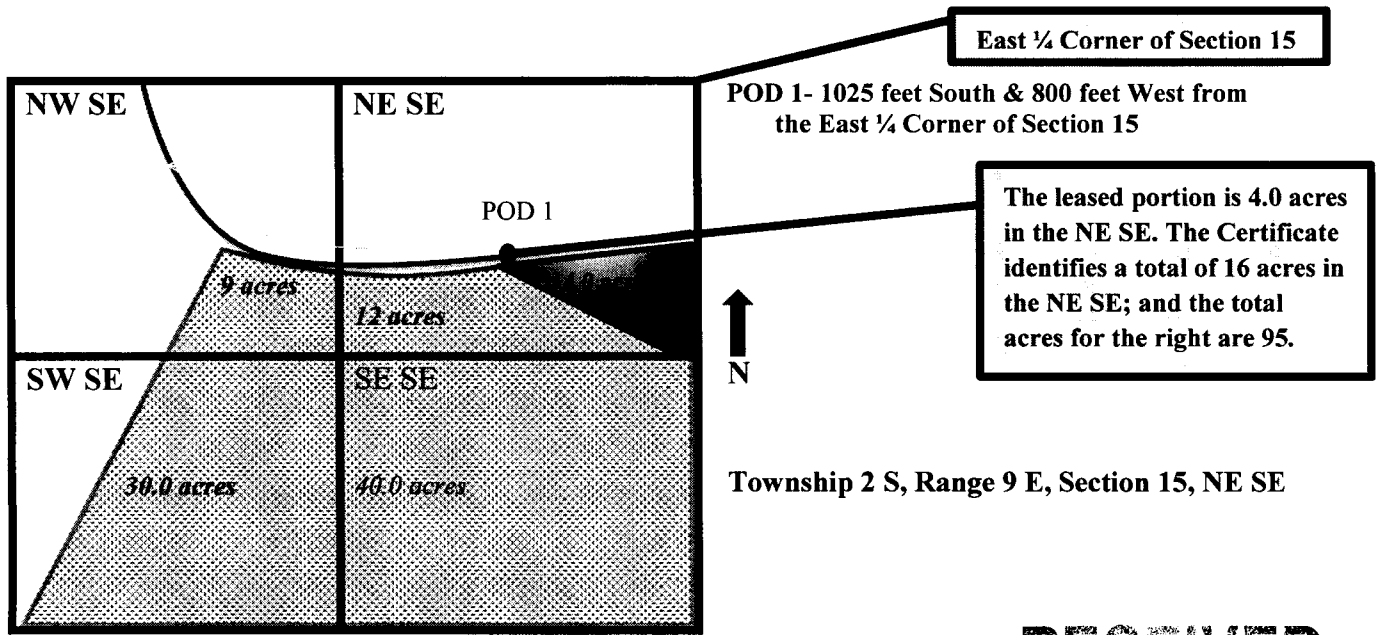 East ¼ Corner of Section 15
NW SE
NE SE
POD 1- 1025 feet South & 800 feet West from
the East ¼ Corner of Section 15
POD 1
The leased portion is 4.0 acres
in the NE SE. The Certificate
identifies a total of 16 acres in
the NE SE; and the total
acres for the right are 95.
9 acres
12 acres
N
SW SE
SE SE
30.0 acres
40.0 acres
Township 2 S, Range 9 E, Section 15, NE SE
RECEIVED